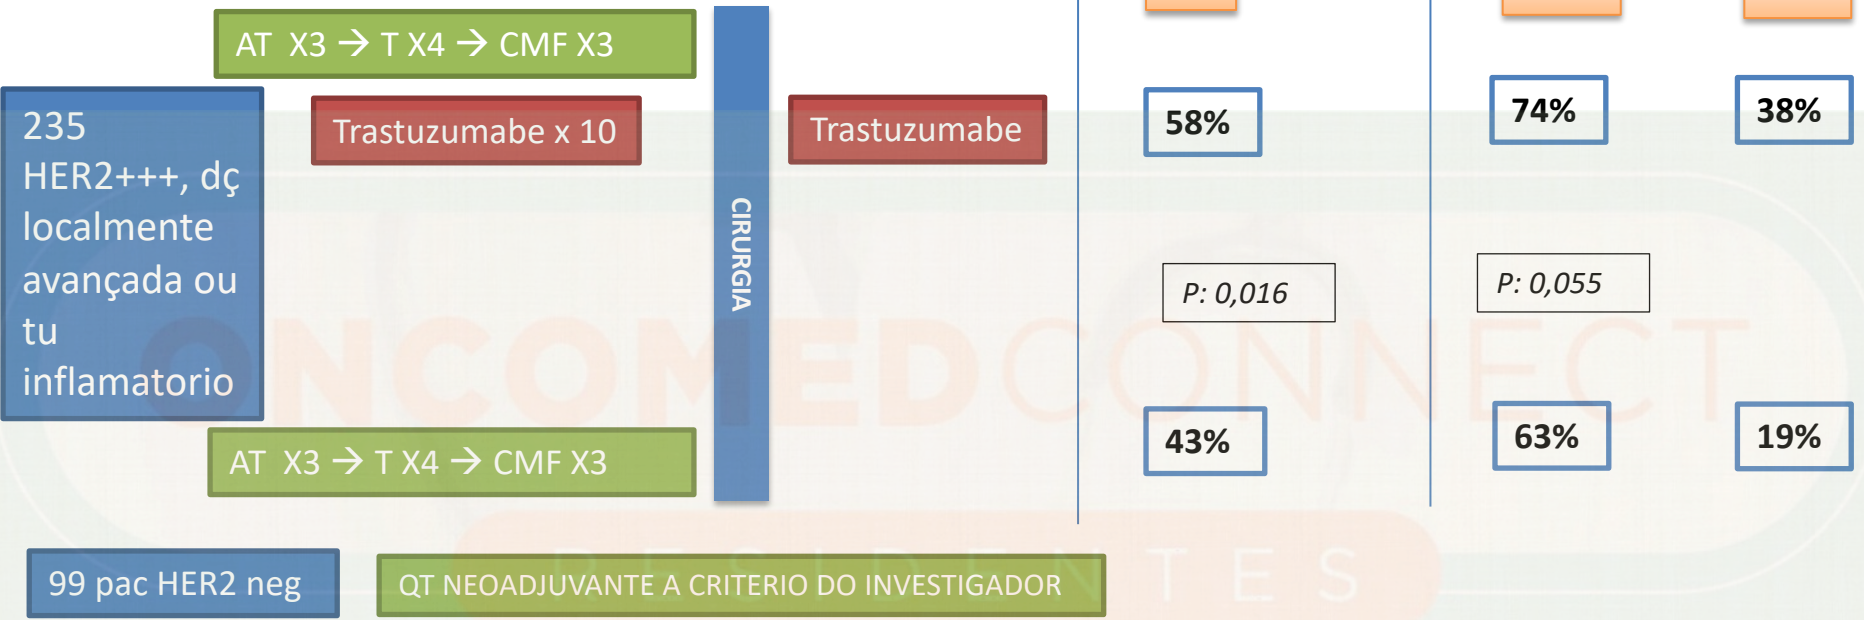 AT X3 → T X4 → CMF X3
235
HER2+++, dç
localmente
avançada ou
tu
inflamatorio
Trastuzumabe x 10
CIRURGIA
Trastuzumabe
58%
74%
38%
P: 0,016
P: 0,055
AT X3 → T X4 → CMF X3
43%
63%
19%
ONCOMEDCONNECT
RESIDENTES
99 pac HER2 neg
QT NEOADJUVANTE A CRITERIO DO INVESTIGADOR